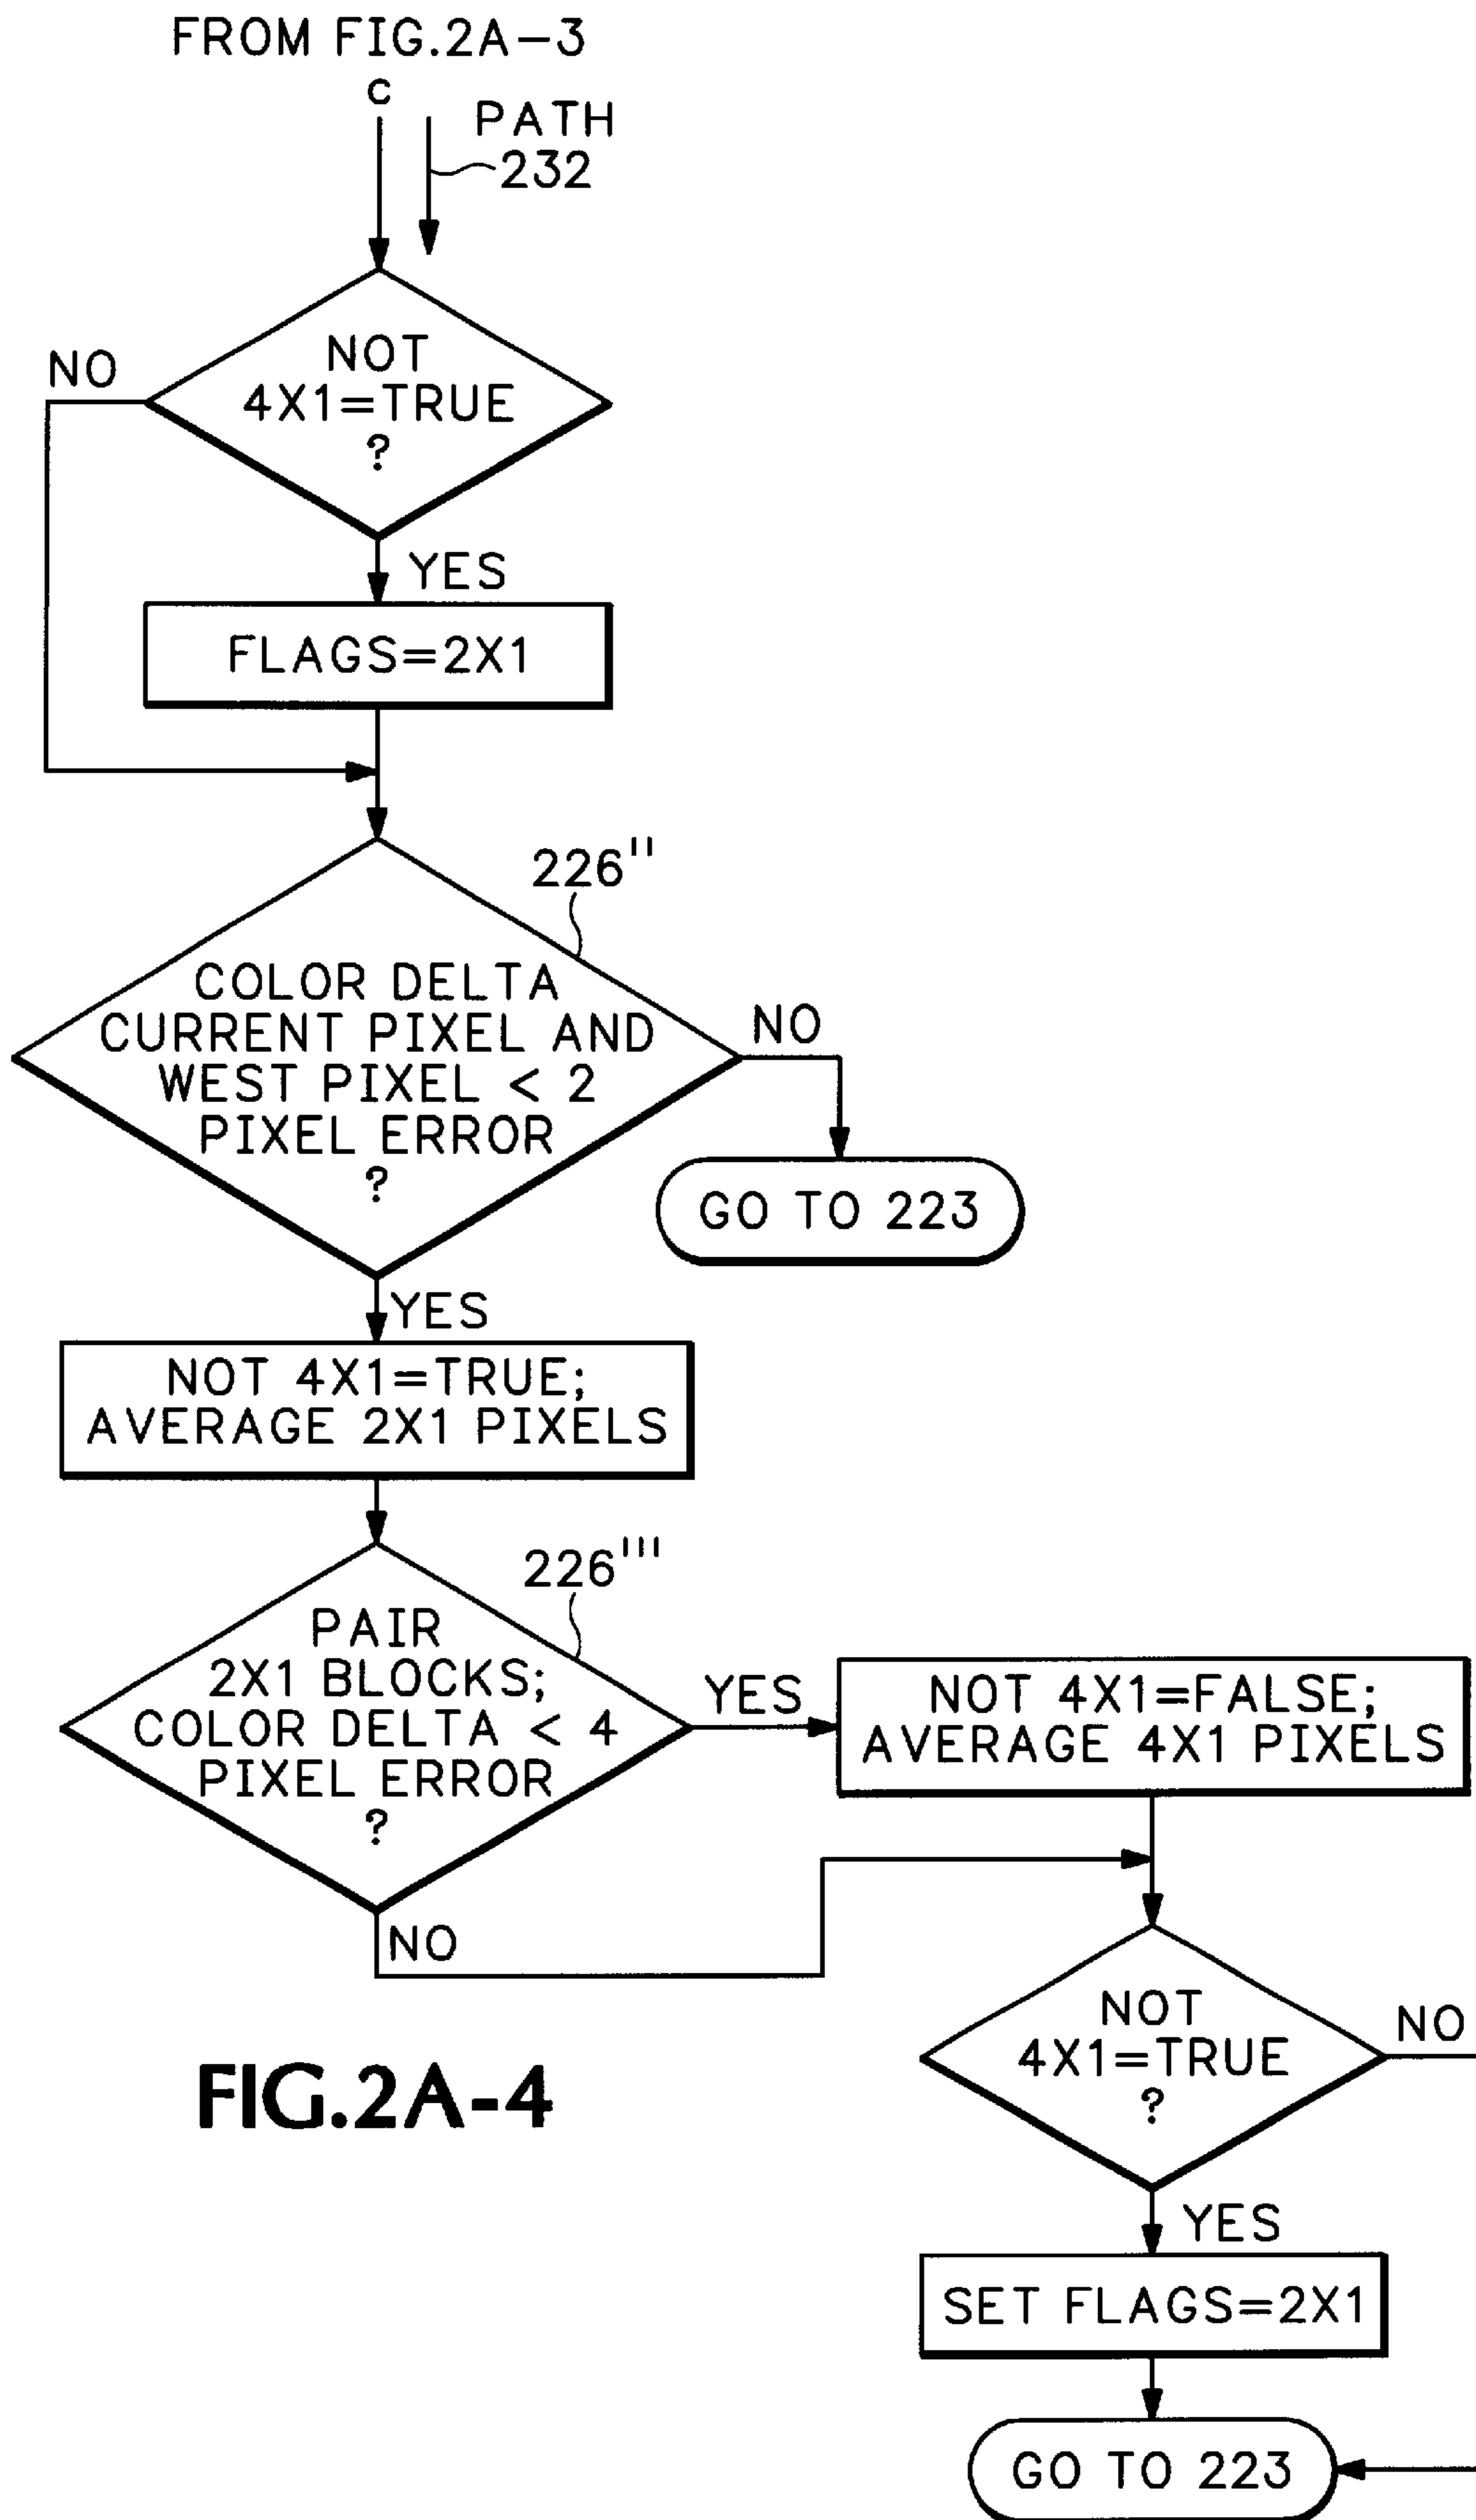 FROM FIG.2A-3
C
PATH
232
NOT
4X1=TRUE
?
NO
YES
FLAGS=2X1
226"
COLOR DELTA
CURRENT PIXEL AND
WEST PIXEL < 2
PIXEL ERROR
?
NO
GO TO 223
YES
NOT 4X1=TRUE;
AVERAGE 2X1 PIXELS
226'''
PAIR
2X1 BLOCKS;
COLOR DELTA < 4
PIXEL ERROR
?
YES
NOT 4X1=FALSE;
AVERAGE 4X1 PIXELS
NO
NOT
4X1=TRUE
?
NO
YES
SET FLAGS=2X1
GO TO 223
FIG.2A-4